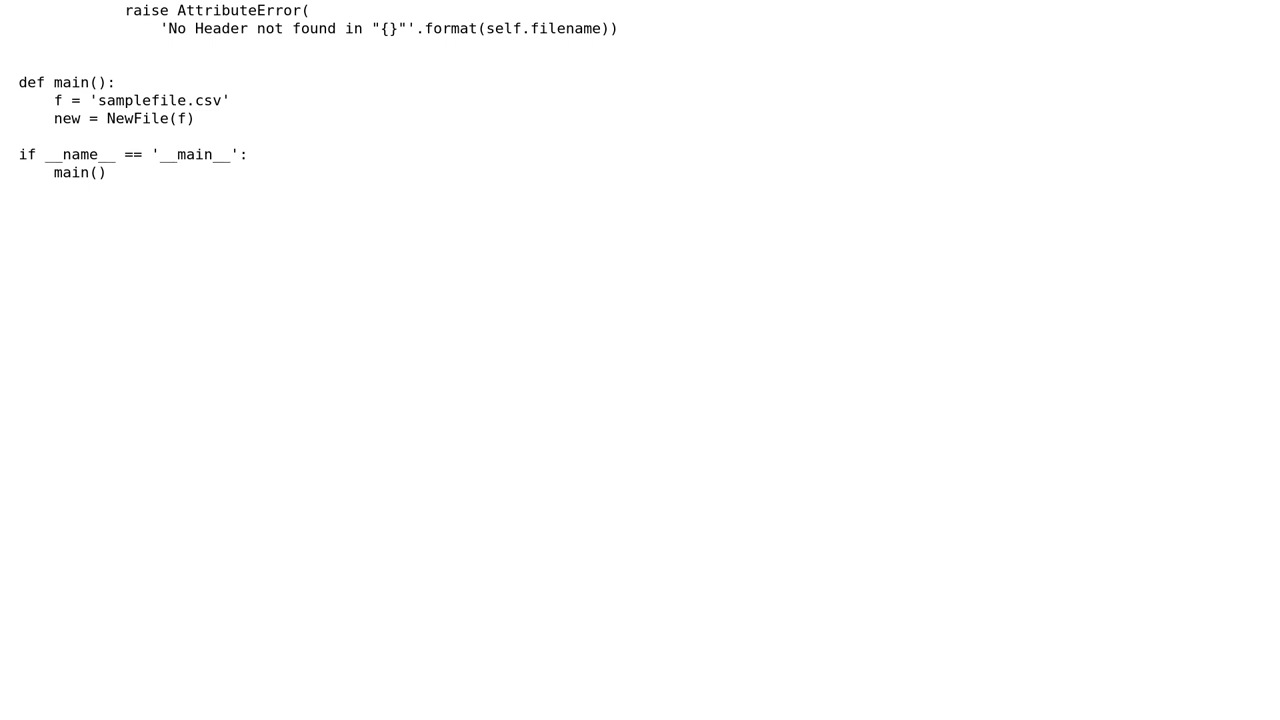 raise AttributeError(
                'No Header not found in "{}"'.format(self.filename))


def main():
    f = 'samplefile.csv'
    new = NewFile(f)

if __name__ == '__main__':
    main()